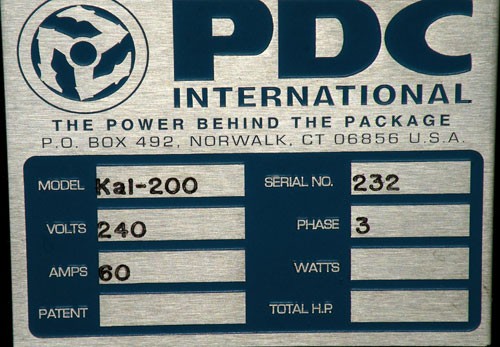 PDC
INTERNATIONAL
THE POWER BEHIND THE PACKAGE
P.O. BOX 492, NORWALK, CT 06856 U.S.A.
MODEL Kal-200 SERIAL NO. 232
VOLTS 240 PHASE 3
AMPS 60 WATTS
PATENT TOTAL H.P.